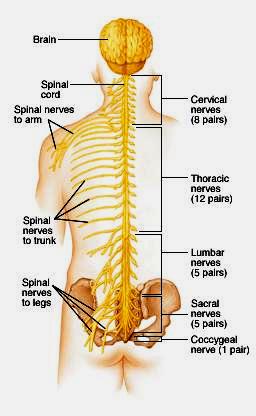 Brain
Spinal
cord
Spinal nerves
to arm
Cervical
nerves
(8 pairs)
Thoracic
nerves
(12 pairs)
Spinal
nerves
to trunk
Lumbar
nerves
(5 pairs)
Spinal
nerves
to legs
Sacral
nerves
(5 pairs)
Coccygeal
nerve (1 pair)